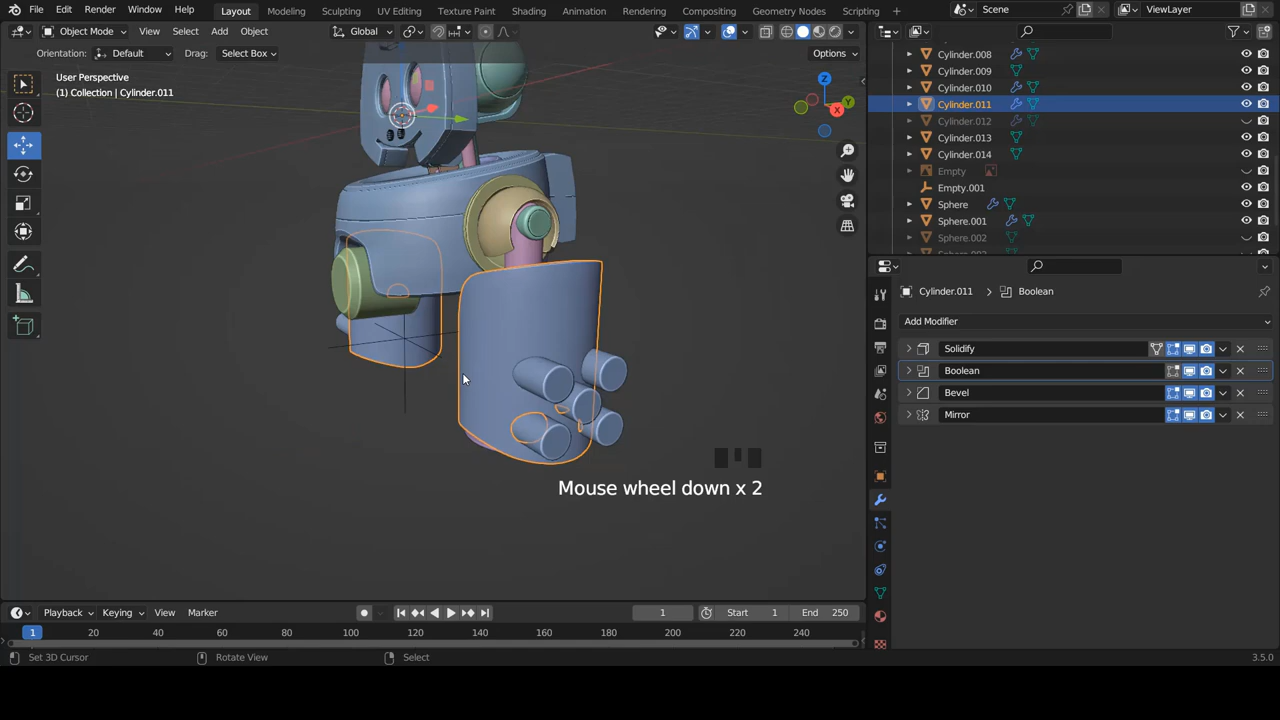 File Edit Render Window Help Layout Modeling Sculpting UV Editing Texture Paint Shading Animation Rendering Compositing Geometry Nodes Scripting + Scene ViewLayer
Object Mode View Select Add Object Global
Orientation: Default Drag: Select Box Options
User Perspective
(1) Collection | Cylinder.011
Z
Y
X
Cylinder.008
Cylinder.009
Cylinder.010
Cylinder.011
Cylinder.012
Cylinder.013
Cylinder.014
Empty
Empty.001
Sphere
Sphere.001
Sphere.002
Cylinder.011 > Boolean
Add Modifier
Solidify
Boolean
Bevel
Mirror
Mouse wheel down x 2
Playback Keying View Marker 1 Start 1 End 250
1 20 40 60 80 100 120 140 160 180 200 220 240
Set 3D Cursor Rotate View Select 3.5.0